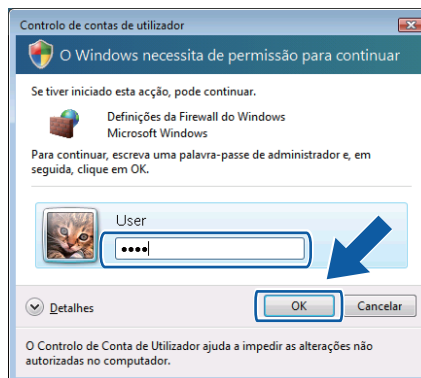 Controlo de contas de utilizador
O Windows necessita de permissão para continuar
Se tiver iniciado esta acção, pode continuar.
Definições da Firewall do Windows
Microsoft Windows
Para continuar, escreva uma palavra-passe de administrador e, em
seguida, clique em OK.
User
••••
Detalhes
OK
Cancelar
O Controlo de Conta de Utilizador ajuda a impedir as alterações não
autorizadas no computador.